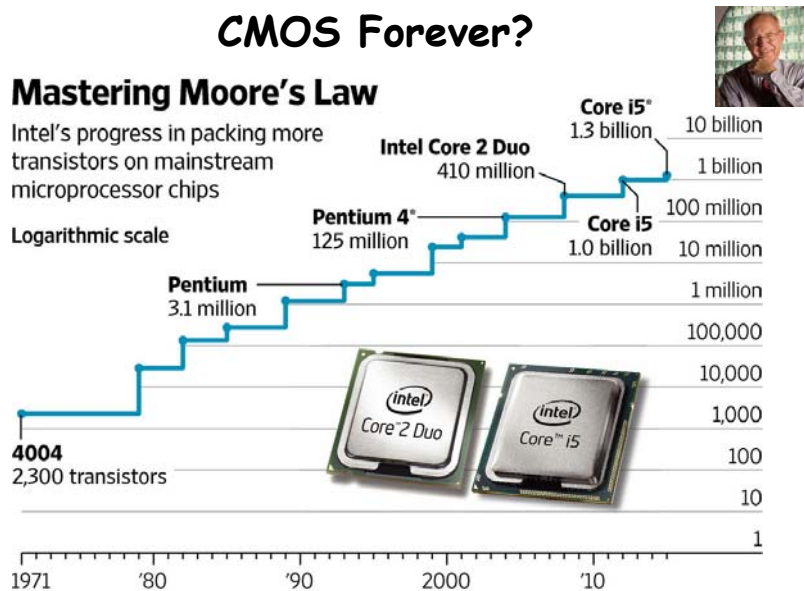 CMOS Forever?
Mastering Moore's Law
Intel's progress in packing more
transistors on mainstream
microprocessor chips
Logarithmic scale
Core i5*
1.3 billion
10 billion
Intel Core 2 Duo
410 million
1 billion
Pentium 4*
125 million
100 million
Core i5
1.0 billion
10 million
Pentium
3.1 million
1 million
100,000
10,000
intel
Core™2 Duo
intel
Core™ i5
1,000
4004
2,300 transistors
100
10
1
1971
'80
'90
2000
'10